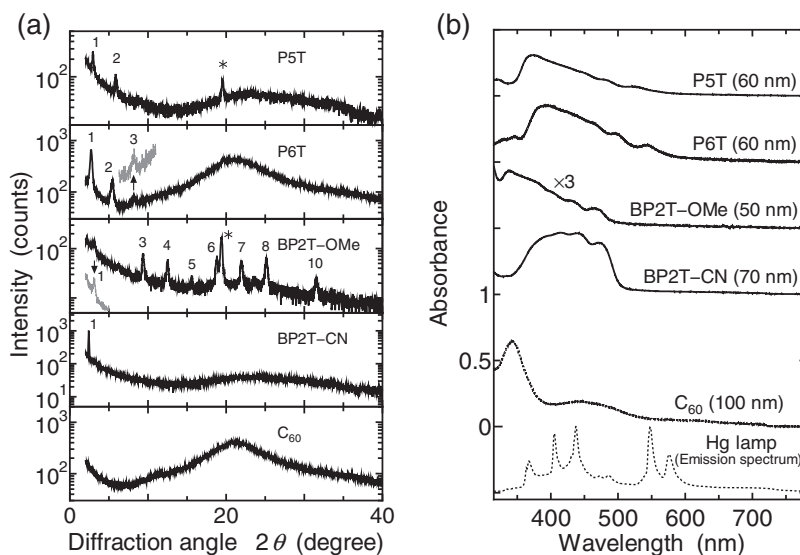 (a)
P5T
1
2
*
10²
P6T
1
2
3
10³
10²
BP2T−OMe
1
3
4
5
6
*
7
8
10
10²
BP2T−CN
1
10³
10²
10¹
C₆₀
10³
10²
Intensity (counts)
0 10 20 30 40
Diffraction angle 2θ (degree)
(b)
P5T (60 nm)
P6T (60 nm)
BP2T−OMe (50 nm)
×3
BP2T−CN (70 nm)
C₆₀ (100 nm)
Hg lamp
(Emission spectrum)
1
0.5
0
Absorbance
400 500 600 700
Wavelength (nm)